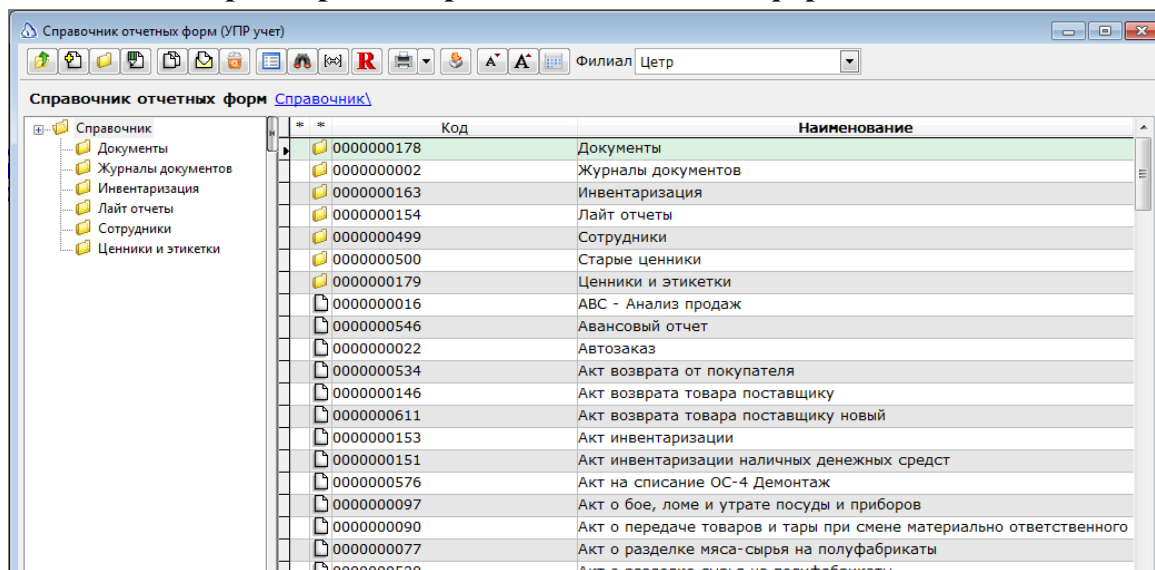 Справочник отчетных форм (УПР учет)
R A A Филиал Цетр
Справочник отчетных форм Справочник\
Справочник
Документы
Журналы документов
Инвентаризация
Лайт отчеты
Сотрудники
Ценники и этикетки
* * Код Наименование
0000000178 Документы
0000000002 Журналы документов
0000000163 Инвентаризация
0000000154 Лайт отчеты
0000000499 Сотрудники
0000000500 Старые ценники
0000000179 Ценники и этикетки
0000000016 АВС - Анализ продаж
0000000546 Авансовый отчет
0000000022 Автозаказ
0000000534 Акт возврата от покупателя
0000000146 Акт возврата товара поставщику
0000000611 Акт возврата товара поставщику новый
0000000153 Акт инвентаризации
0000000151 Акт инвентаризации наличных денежных средст
0000000576 Акт на списание ОС-4 Демонтаж
0000000097 Акт о бое, ломе и утрате посуды и приборов
0000000090 Акт о передаче товаров и тары при смене материально ответственного
0000000077 Акт о разделке мяса-сырья на полуфабрикаты